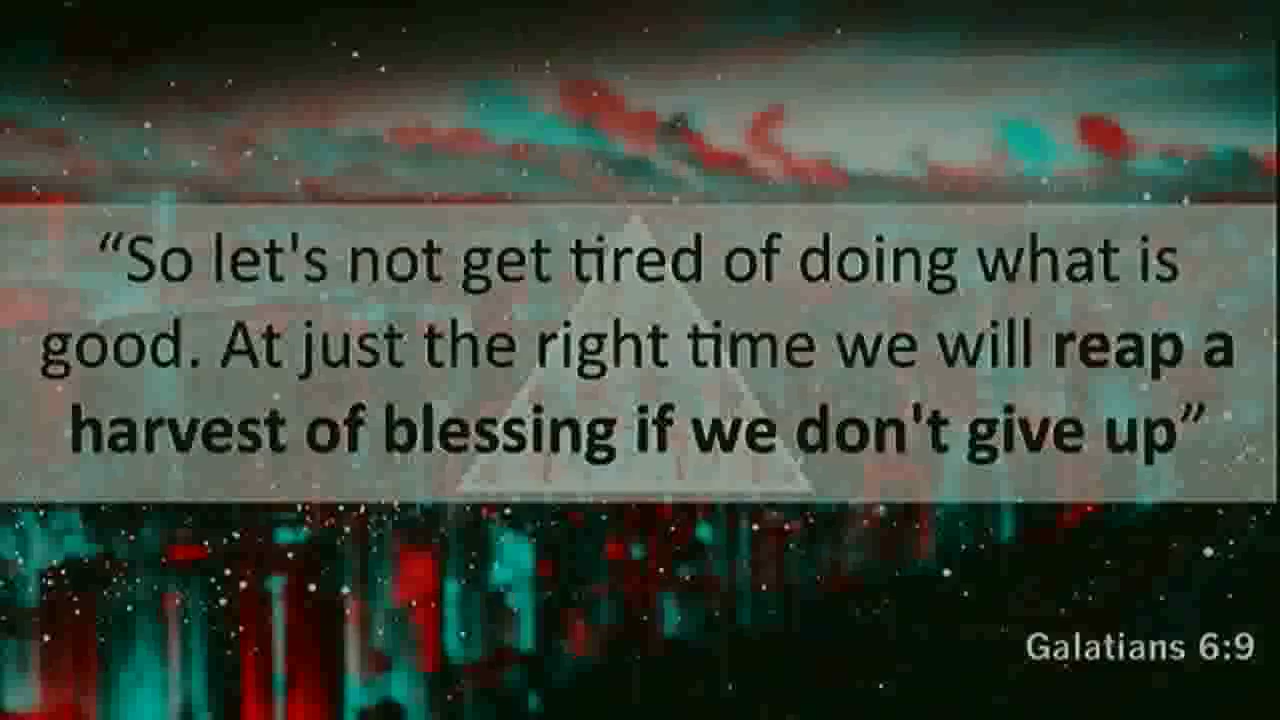 “So let's not get tired of doing what is
good. At just the right time we will reap a
harvest of blessing if we don't give up”
Galatians 6:9